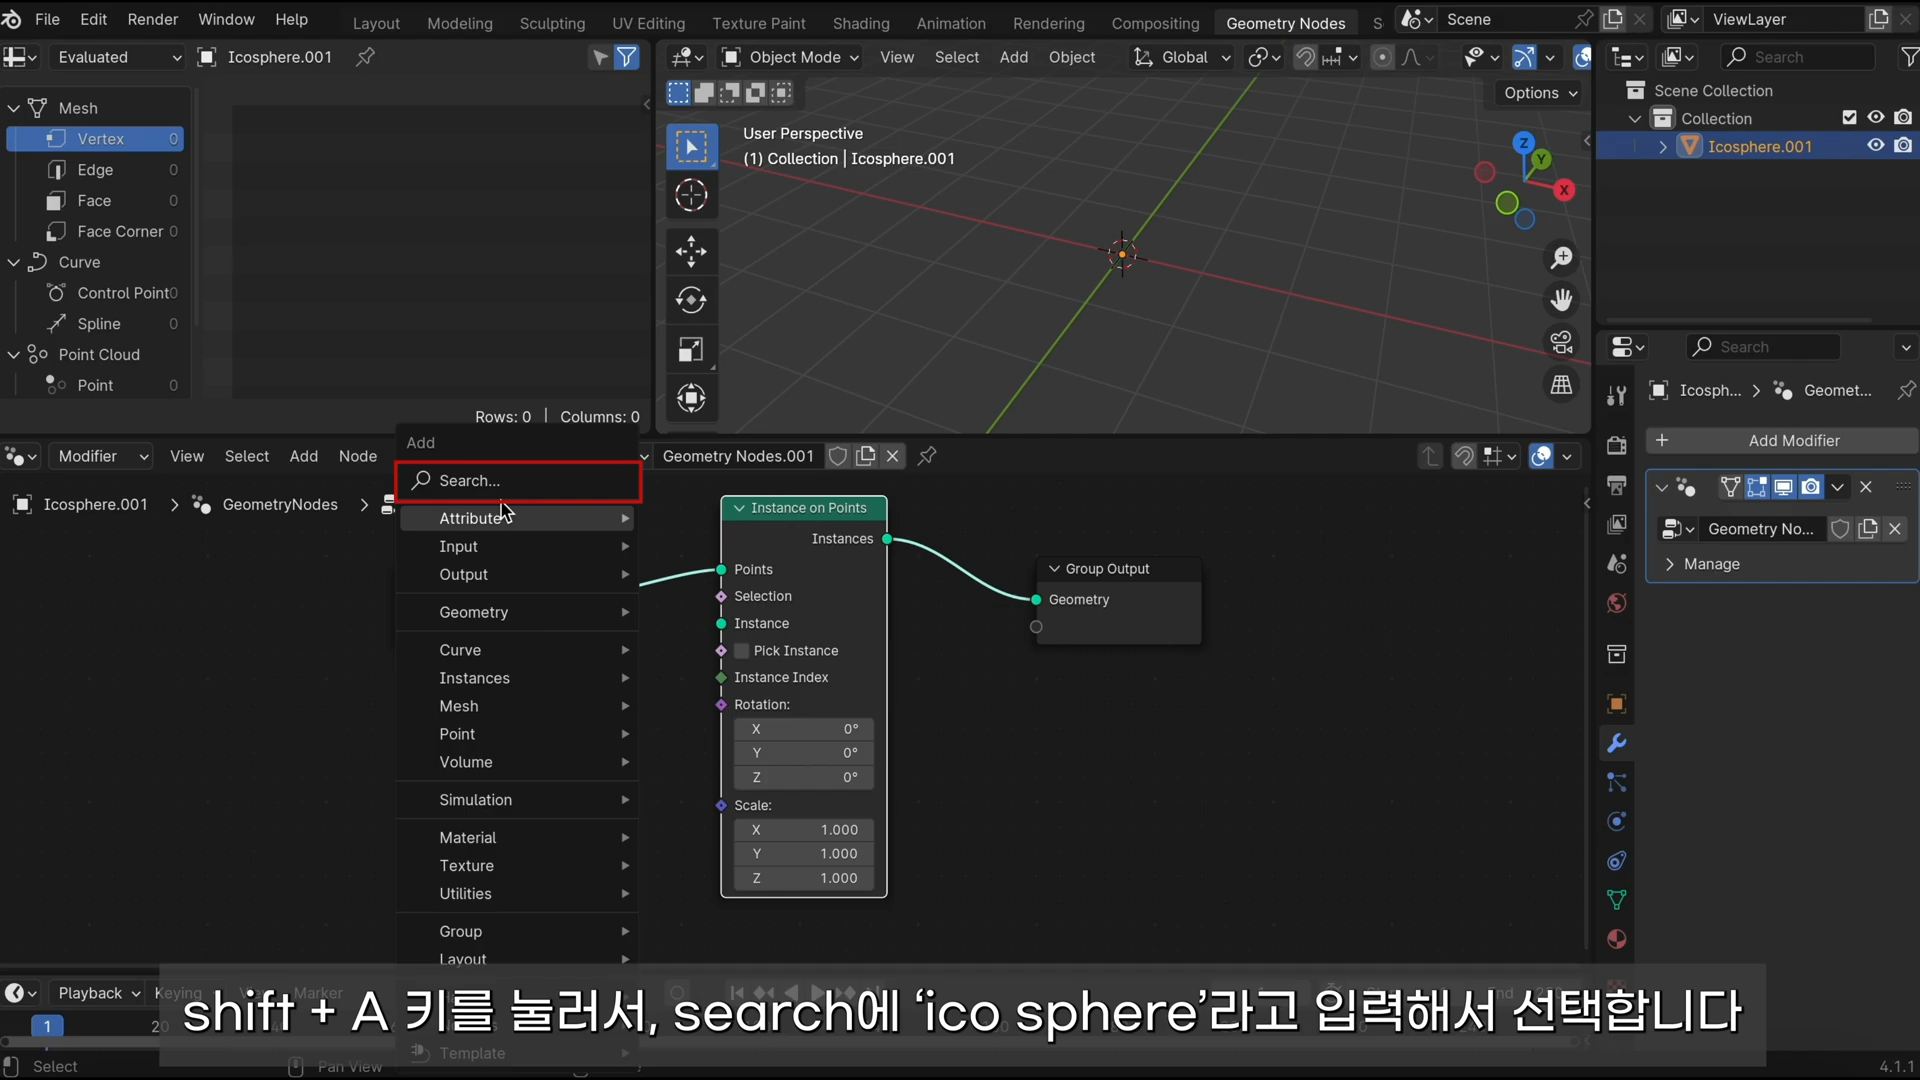 File Edit Render Window Help Layout Modeling Sculpting UV Editing Texture Paint Shading Animation Rendering Compositing Geometry Nodes S Scene ViewLayer
Evaluated Icosphere.001
Object Mode View Select Add Object Global
Search
Options
Mesh
Vertex 0
Edge 0
Face 0
Face Corner 0
Curve
Control Point 0
Spline 0
Point Cloud
Point 0
Rows: 0 | Columns: 0
User Perspective
(1) Collection | Icosphere.001
Z
Y
X
Scene Collection
Collection
Icosphere.001
Search
Icosph... > Geomet...
Add Modifier
Geometry No...
Manage
Modifier View Select Add Node
Geometry Nodes.001
Icosphere.001 > GeometryNodes >
Add
Search...
Attribute
Input
Output
Geometry
Curve
Instances
Mesh
Point
Volume
Simulation
Material
Texture
Utilities
Group
Layout
Template
Instance on Points
Instances
Points
Selection
Instance
Pick Instance
Instance Index
Rotation:
X 0°
Y 0°
Z 0°
Scale:
X 1.000
Y 1.000
Z 1.000
Group Output
Geometry
Playback Keying Marker End
1 20
shift + A 키를 눌러서, search에 ‘ico sphere’라고 입력해서 선택합니다
Select Pan View 4.1.1